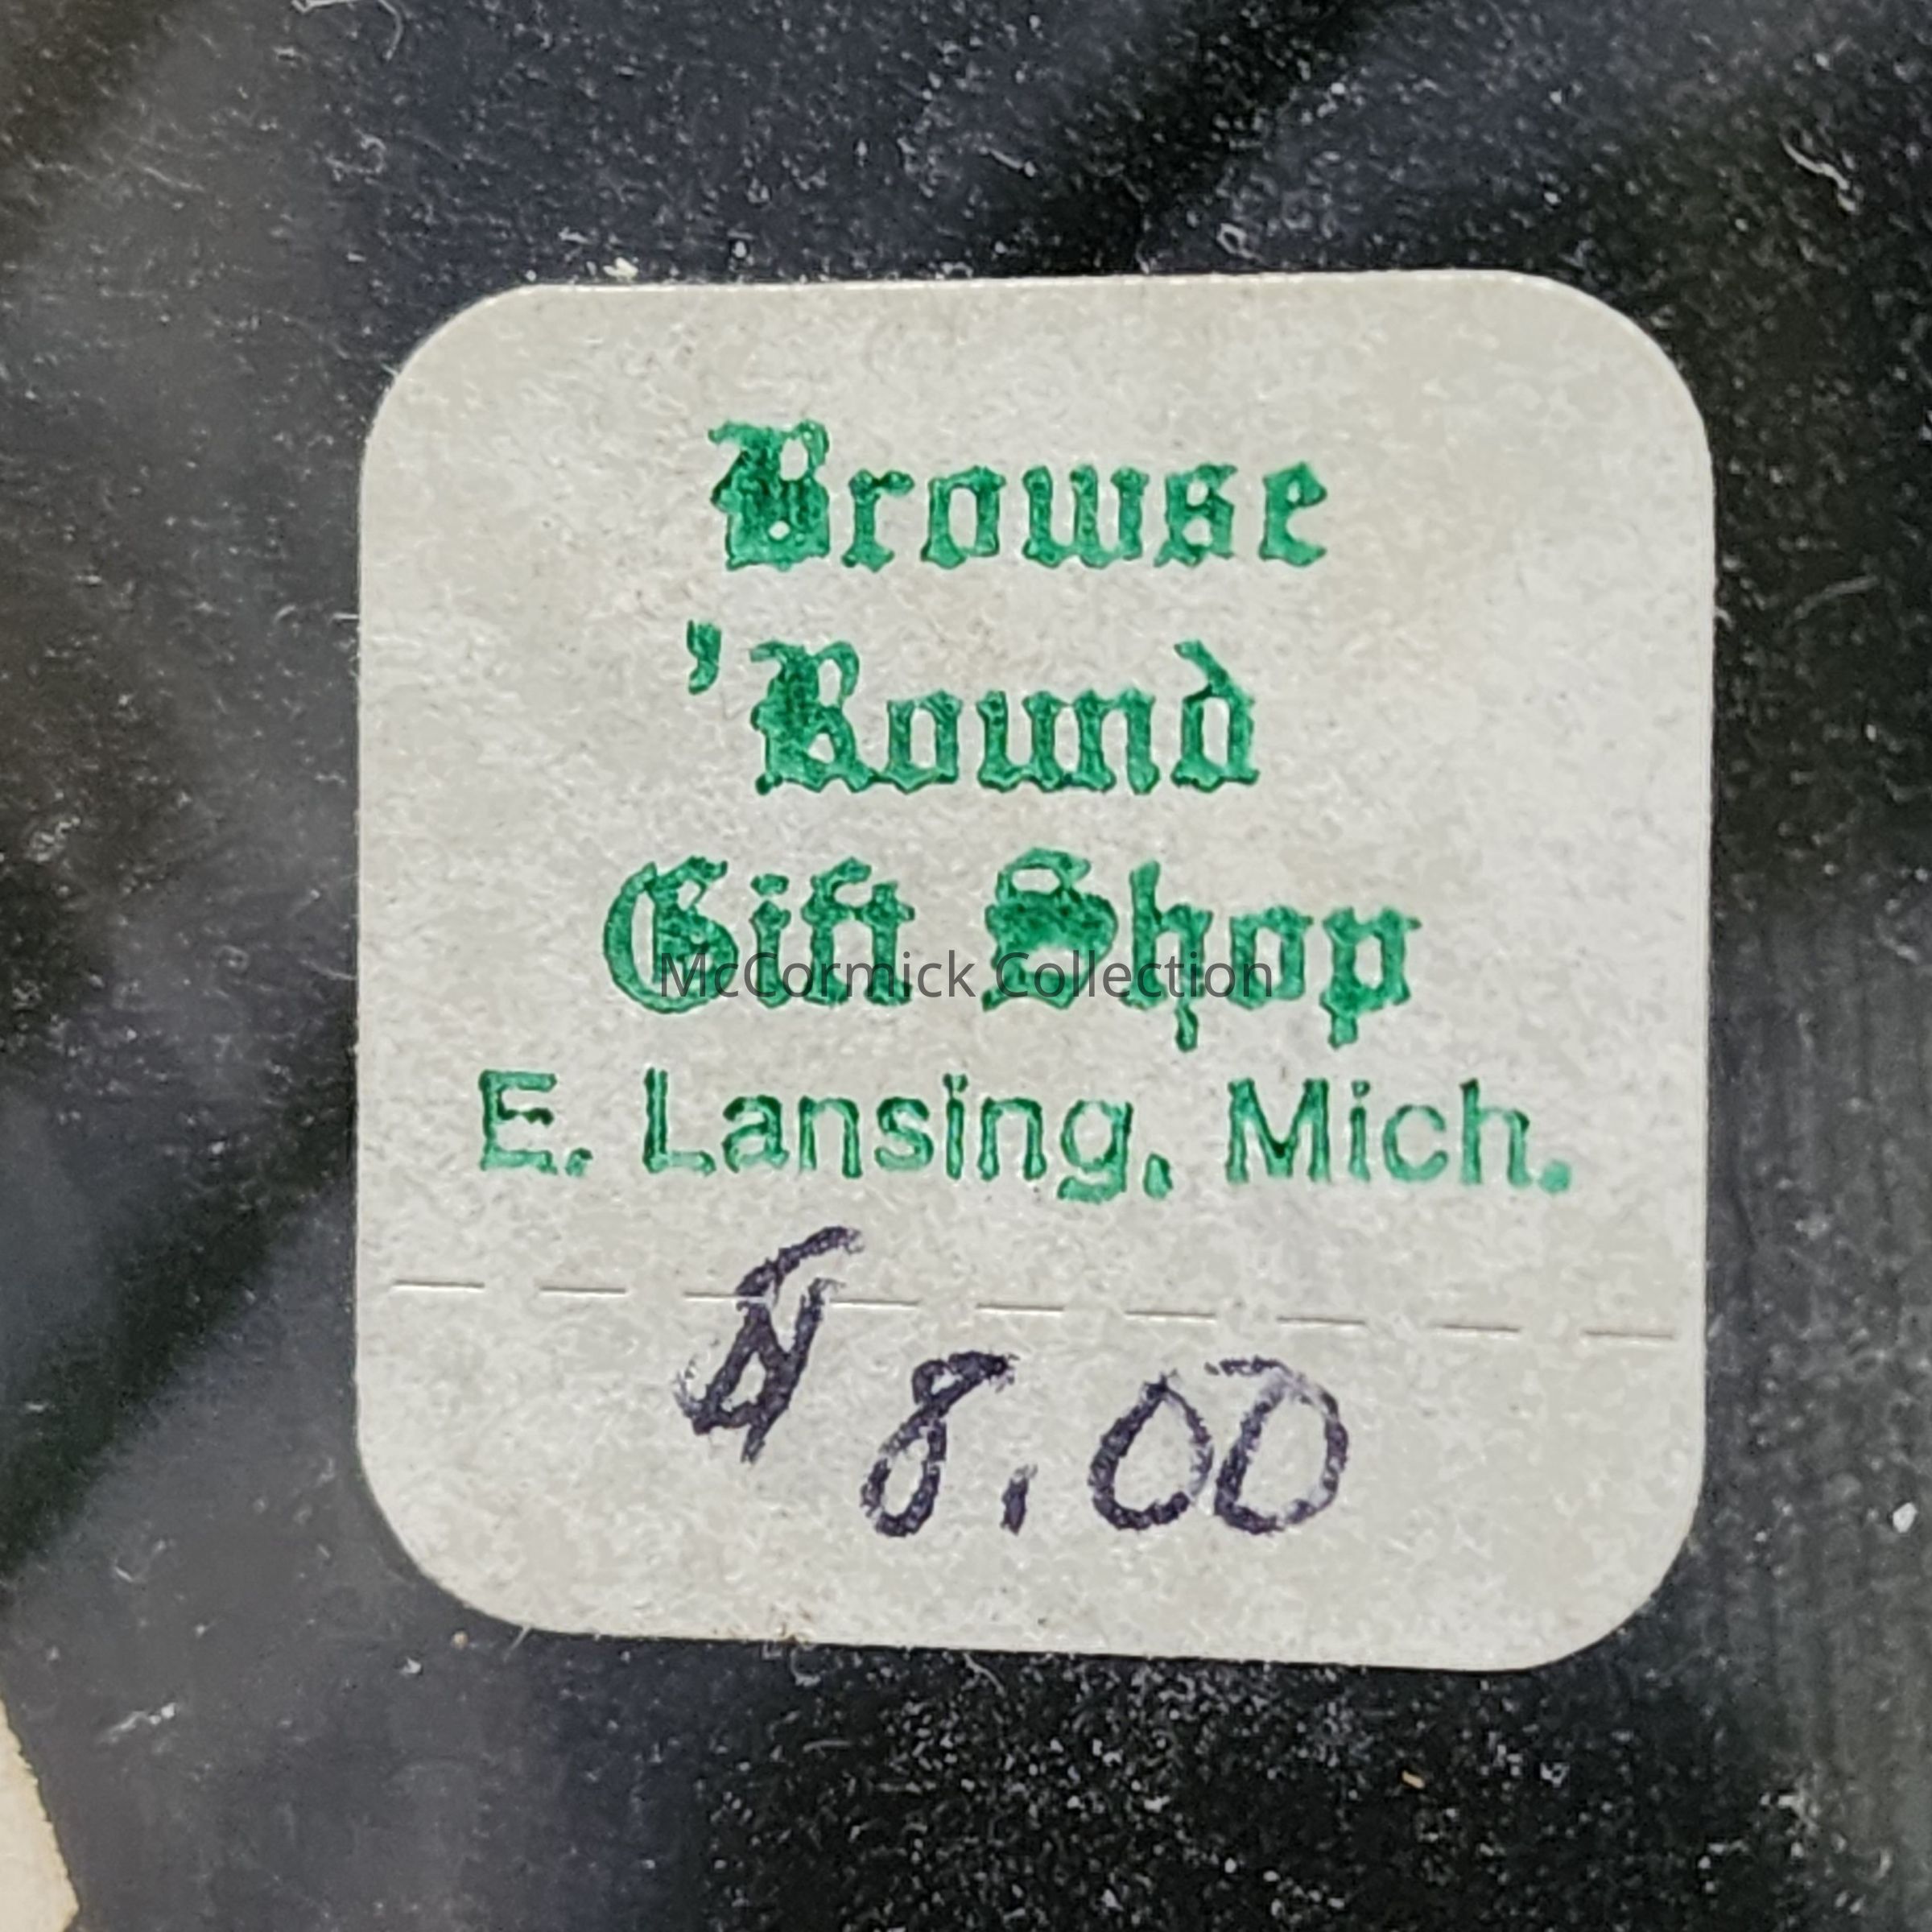 Browse
'Round
Gift Shop
McCormick Collection
E. Lansing, Mich.
$8.00